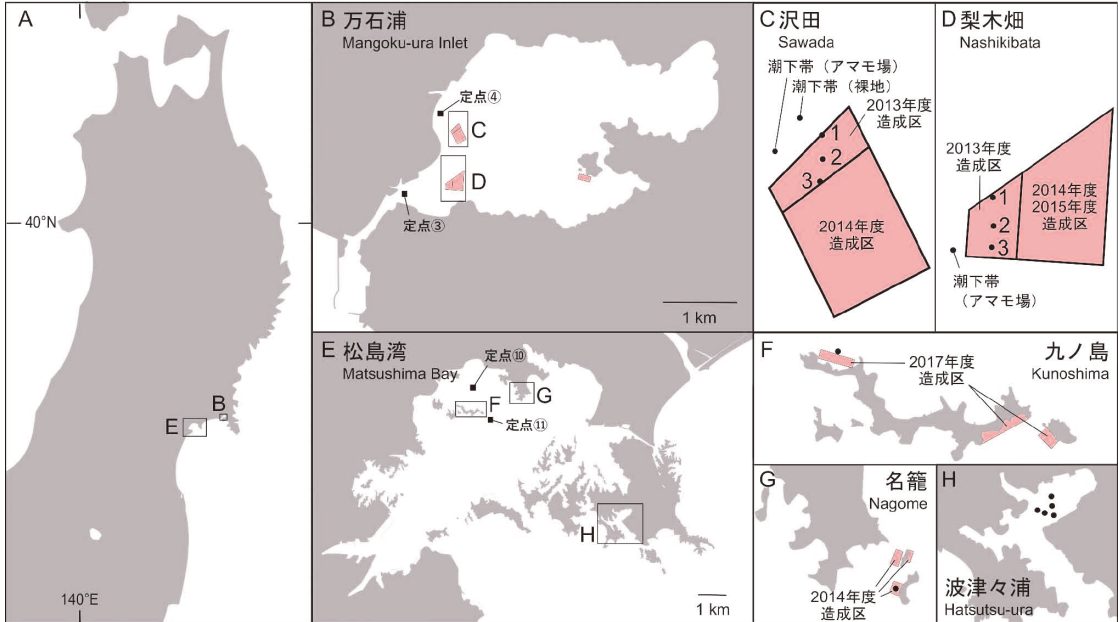 A
40°N
B
E
140°E
B 万石浦
Mangoku-ura Inlet
定点④
C
D
定点③
1 km
C 沢田
Sawada
潮下帯（アマモ場）
潮下帯（裸地）
2013年度
造成区
1
2
3
2014年度
造成区
D 梨木畑
Nashikibata
2013年度
造成区
2014年度
2015年度
造成区
1
2
3
潮下帯
（アマモ場）
E 松島湾
Matsushima Bay
定点⑩
F
G
定点⑪
H
1 km
F
2017年度
造成区
九ノ島
Kunoshima
G
名籠
Nagome
2014年度
造成区
H
波津々浦
Hatsutsu-ura